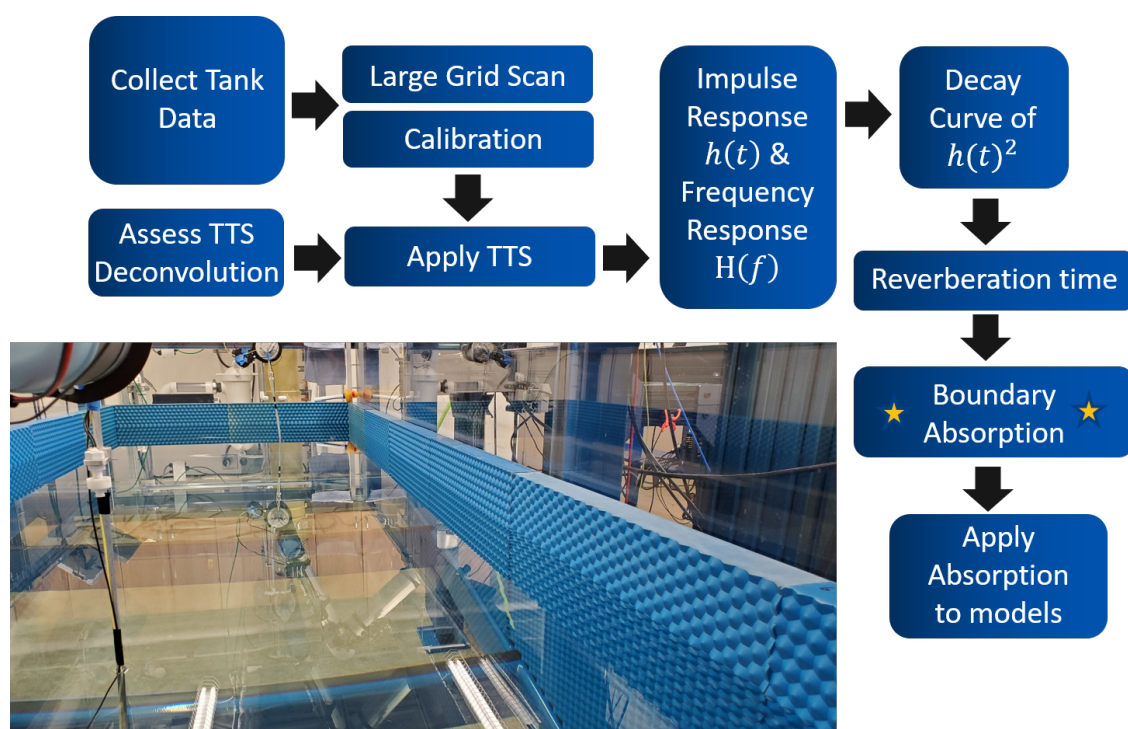 Collect Tank
Data
Large Grid Scan
Calibration
Assess TTS
Deconvolution
Apply TTS
Impulse
Response
h(t) &
Frequency
Response
H(f)
Decay
Curve of
h(t)²
Reverberation time
Boundary
Absorption
Apply
Absorption
to models